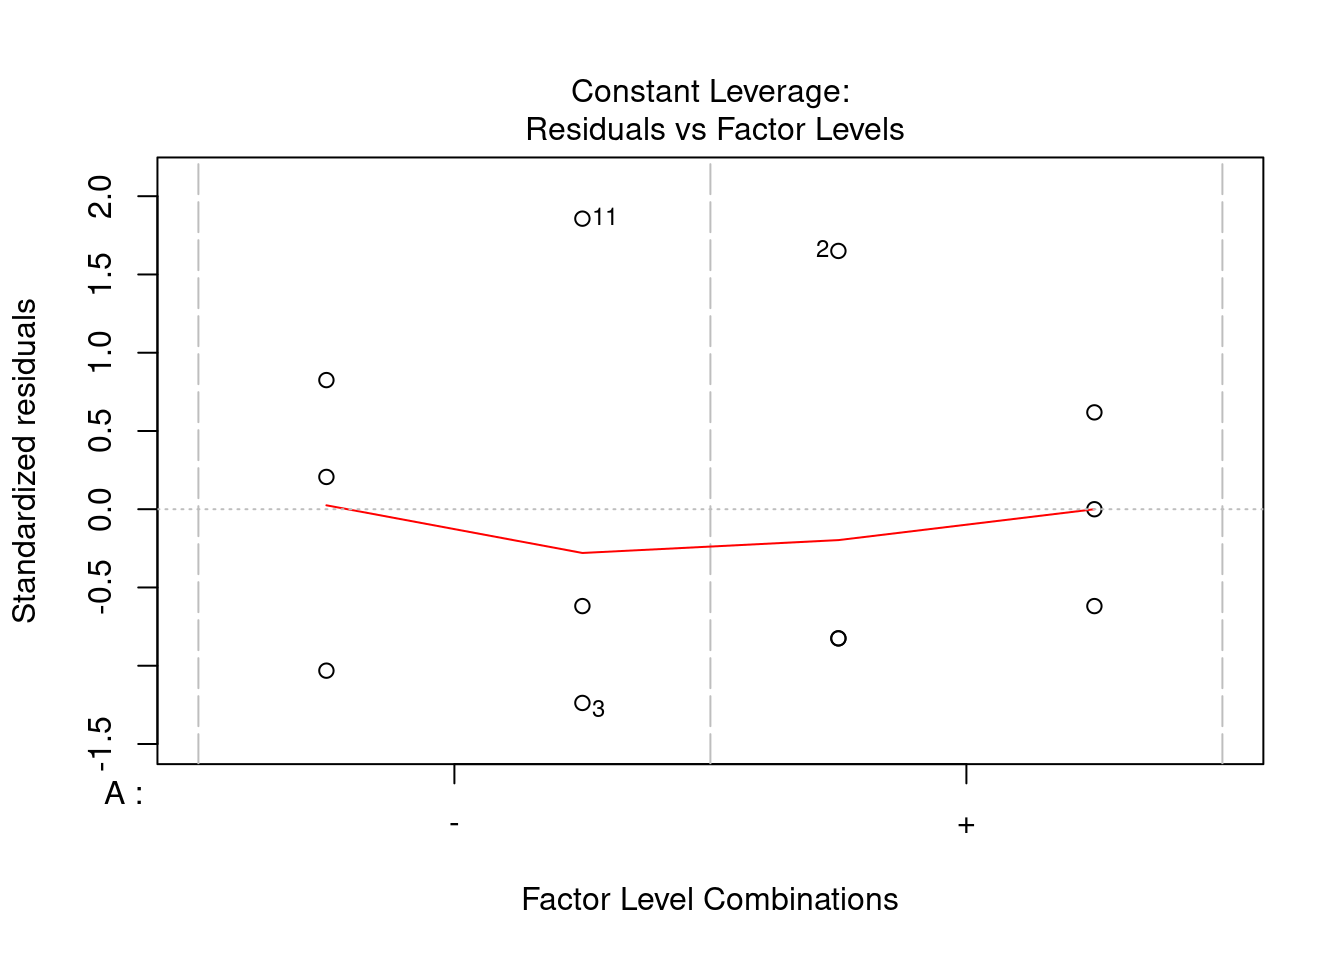 Constant Leverage:
Residuals vs Factor Levels
Standardized residuals
2.0
1.5
1.0
0.5
0.0
-0.5
-1.5
11
2
3
A :
-
+
Factor Level Combinations